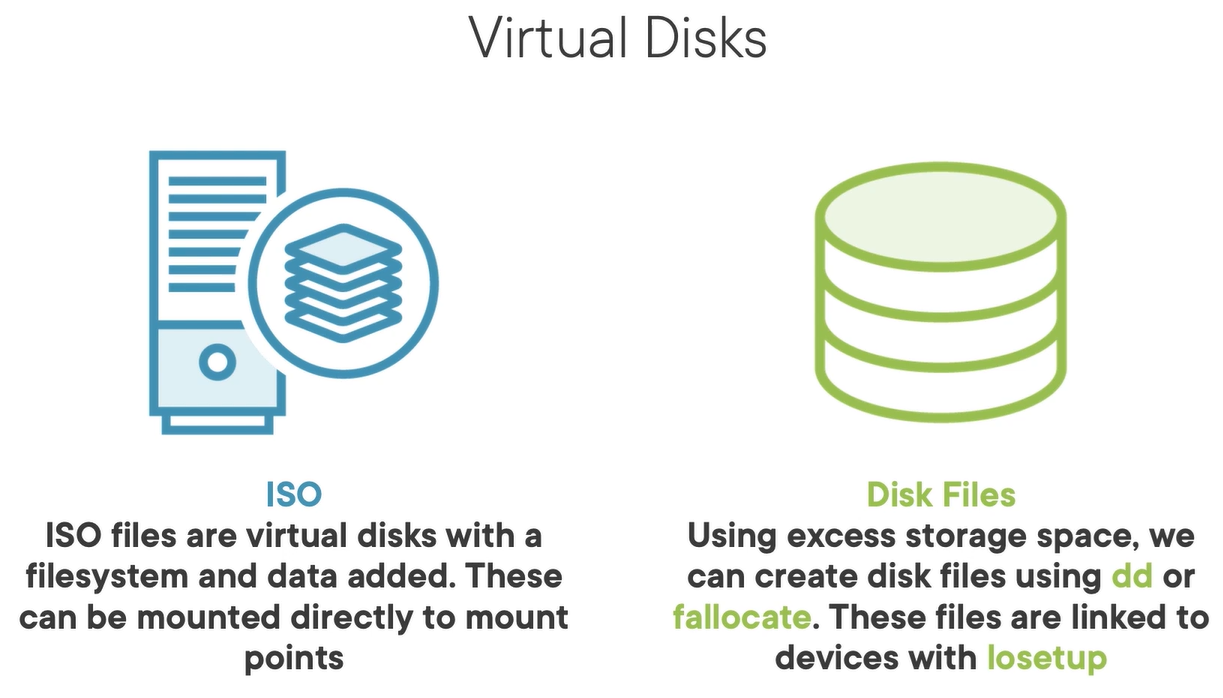 Virtual Disks
ISO
ISO files are virtual disks with a
filesystem and data added. These
can be mounted directly to mount
points
Disk Files
Using excess storage space, we
can create disk files using dd or
fallocate. These files are linked to
devices with losetup